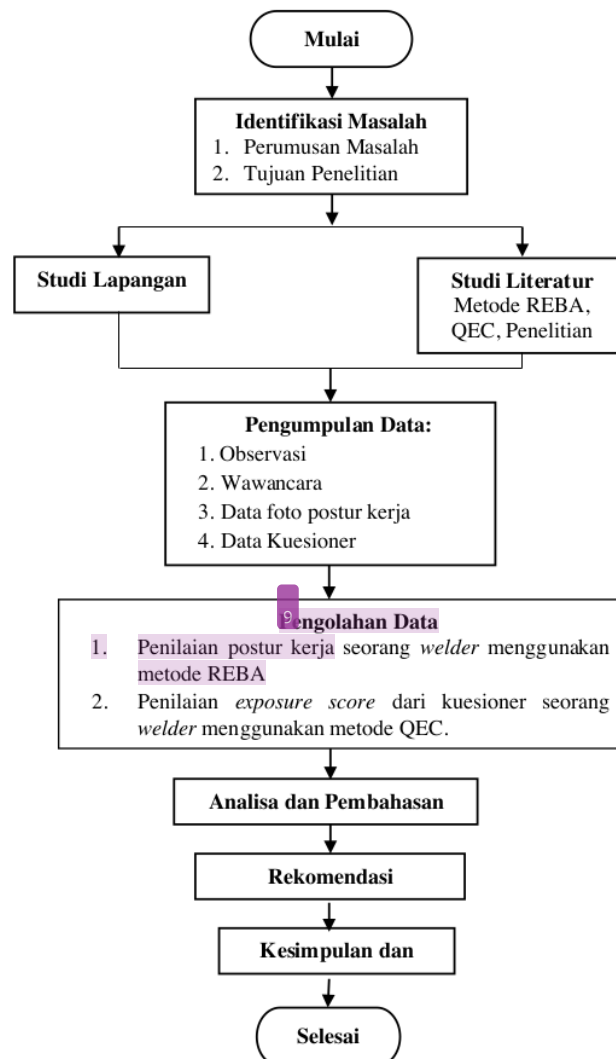 Mulai
Identifikasi Masalah
1. Perumusan Masalah
2. Tujuan Penelitian
Studi Lapangan
Studi Literatur
Metode REBA,
QEC, Penelitian
Pengumpulan Data:
1. Observasi
2. Wawancara
3. Data foto postur kerja
4. Data Kuesioner
9
Pengolahan Data
1. Penilaian postur kerja seorang welder menggunakan
metode REBA
2. Penilaian exposure score dari kuesioner seorang
welder menggunakan metode QEC.
Analisa dan Pembahasan
Rekomendasi
Kesimpulan dan
Selesai